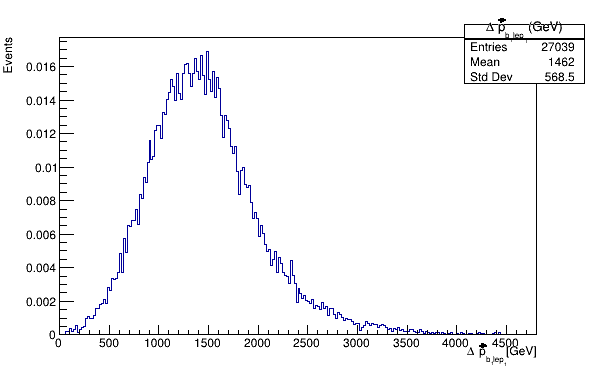 Δ p⃗ b,lep₁ (GeV)
Entries 27039
Mean 1462
Std Dev 568.5
Events
0.016
0.014
0.012
0.01
0.008
0.006
0.004
0.002
0
0 500 1000 1500 2000 2500 3000 3500 4000 4500
Δ p⃗ b,lep₁ [GeV]